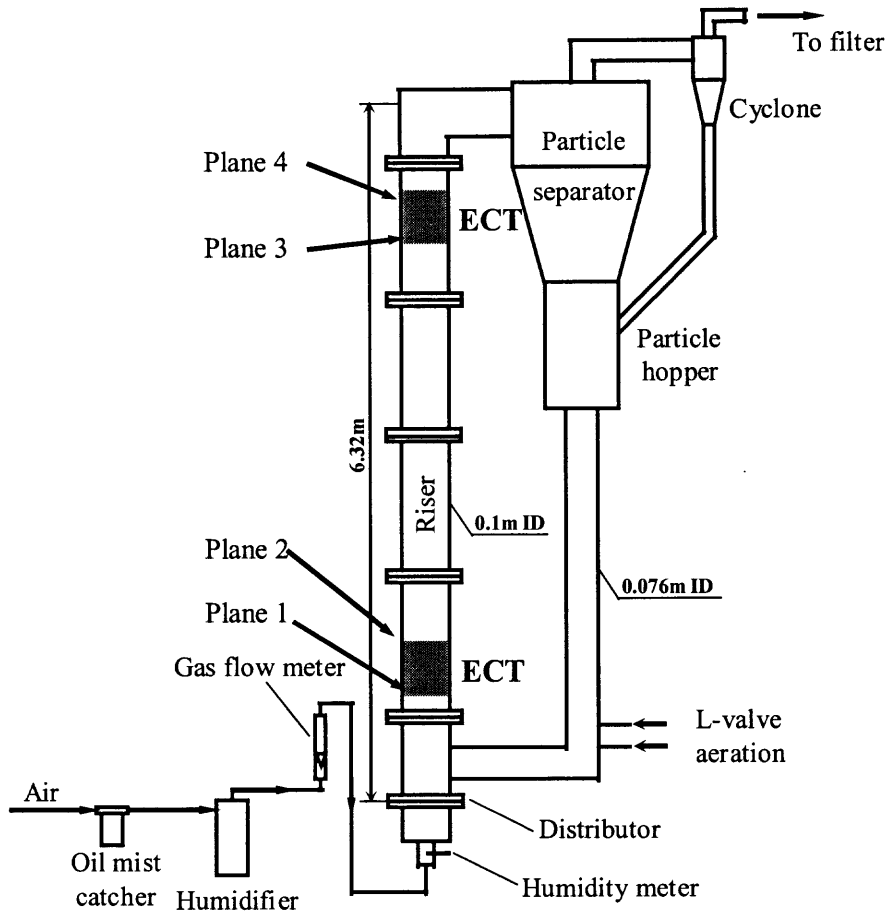 To filter
Cyclone
Particle
separator
Plane 4
ECT
Plane 3
Particle
hopper
6.32m
Riser
0.1m ID
Plane 2
0.076m ID
Plane 1
Gas flow meter
ECT
L-valve
aeration
Air
Distributor
Oil mist
catcher
Humidifier
Humidity meter